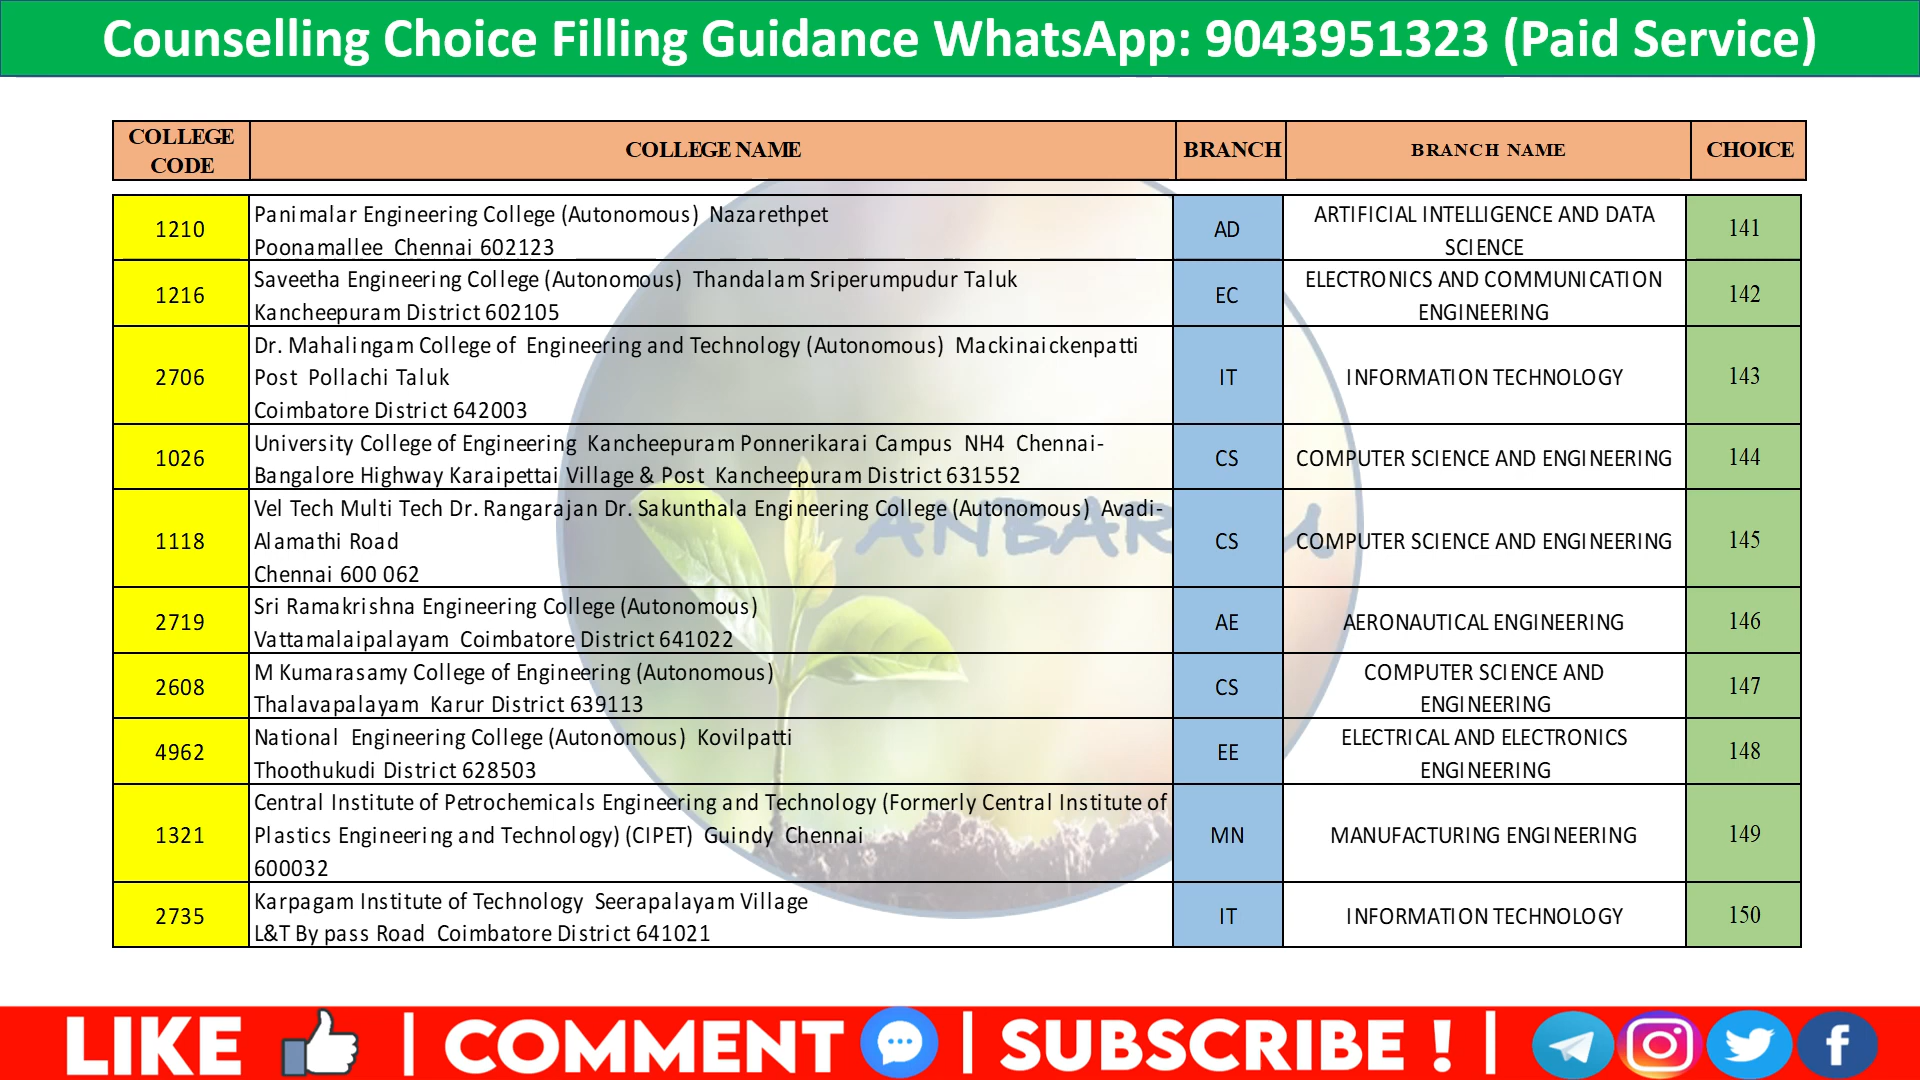 Counselling Choice Filling Guidance WhatsApp: 9043951323 (Paid Service)
COLLEGE CODE COLLEGE NAME BRANCH BRANCH NAME CHOICE
1210 Panimalar Engineering College (Autonomous) Nazarethpet AD ARTIFICIAL INTELLIGENCE AND DATA 141
Poonamallee Chennai 602123 SCIENCE
1216 Saveetha Engineering College (Autonomous) Thandalam Sriperumpudur Taluk EC ELECTRONICS AND COMMUNICATION 142
Kancheepuram District 602105 ENGINEERING
Dr. Mahalingam College of Engineering and Technology (Autonomous) Mackinaickenpatti
2706 Post Pollachi Taluk IT INFORMATION TECHNOLOGY 143
Coimbatore District 642003
1026 University College of Engineering Kancheepuram Ponnerikarai Campus NH4 Chennai- CS COMPUTER SCIENCE AND ENGINEERING 144
Bangalore Highway Karaipettai Village & Post Kancheepuram District 631552
Vel Tech Multi Tech Dr. Rangarajan Dr. Sakunthala Engineering College (Autonomous) Avadi-
1118 Alamathi Road CS COMPUTER SCIENCE AND ENGINEERING 145
Chennai 600 062
2719 Sri Ramakrishna Engineering College (Autonomous) AE AERONAUTICAL ENGINEERING 146
Vattamalaipalayam Coimbatore District 641022
2608 M Kumarasamy College of Engineering (Autonomous) CS COMPUTER SCIENCE AND 147
Thalavapalayam Karur District 639113 ENGINEERING
4962 National Engineering College (Autonomous) Kovilpatti EE ELECTRICAL AND ELECTRONICS 148
Thoothukudi District 628503 ENGINEERING
Central Institute of Petrochemicals Engineering and Technology (Formerly Central Institute of
1321 Plastics Engineering and Technology) (CIPET) Guindy Chennai MN MANUFACTURING ENGINEERING 149
600032
2735 Karpagam Institute of Technology Seerapalayam Village IT INFORMATION TECHNOLOGY 150
L&T By pass Road Coimbatore District 641021
LIKE | COMMENT | SUBSCRIBE ! |